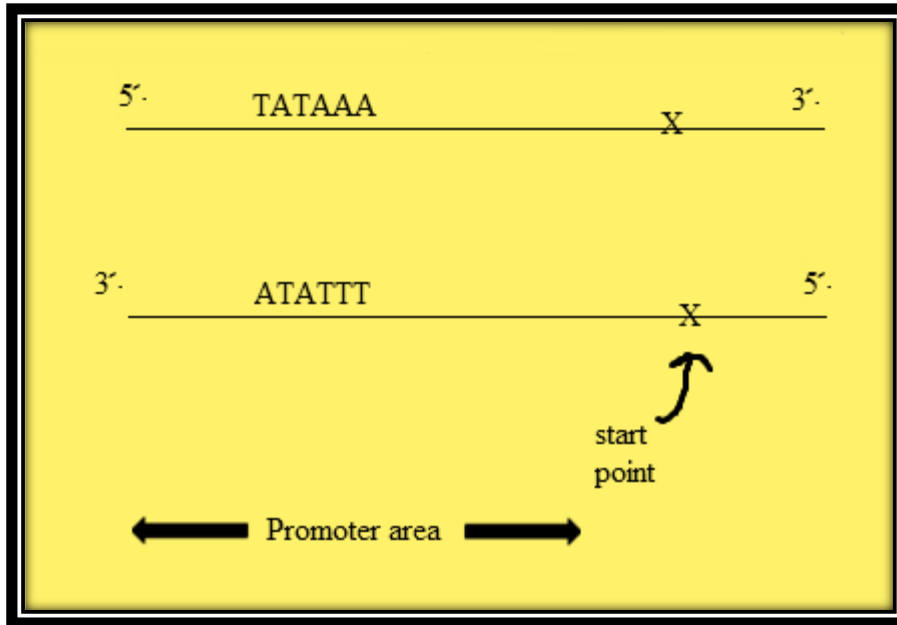 5´- TATAAA X 3´-
3´- ATATTT X 5´-
start
point
Promoter area